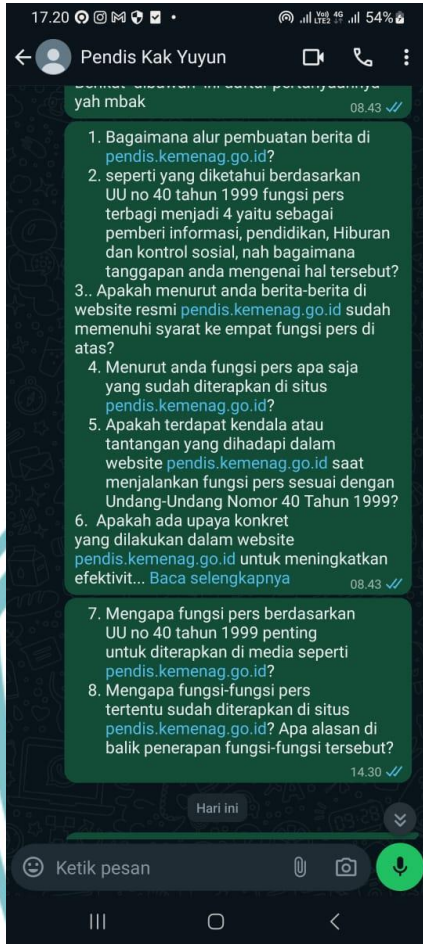 17.20
Vo)) 4G
LTE2
54%
Pendis Kak Yuyun
yah mbak
08.43
1. Bagaimana alur pembuatan berita di
pendis.kemenag.go.id?
2. seperti yang diketahui berdasarkan
UU no 40 tahun 1999 fungsi pers
terbagi menjadi 4 yaitu sebagai
pemberi informasi, pendidikan, Hiburan
dan kontrol sosial, nah bagaimana
tanggapan anda mengenai hal tersebut?
3.. Apakah menurut anda berita-berita di
website resmi pendis.kemenag.go.id sudah
memenuhi syarat ke empat fungsi pers di
atas?
4. Menurut anda fungsi pers apa saja
yang sudah diterapkan di situs
pendis.kemenag.go.id?
5. Apakah terdapat kendala atau
tantangan yang dihadapi dalam
website pendis.kemenag.go.id saat
menjalankan fungsi pers sesuai dengan
Undang-Undang Nomor 40 Tahun 1999?
6. Apakah ada upaya konkret
yang dilakukan dalam website
pendis.kemenag.go.id untuk meningkatkan
efektivit... Baca selengkapnya
08.43
7. Mengapa fungsi pers berdasarkan
UU no 40 tahun 1999 penting
untuk diterapkan di media seperti
pendis.kemenag.go.id?
8. Mengapa fungsi-fungsi pers
tertentu sudah diterapkan di situs
pendis.kemenag.go.id? Apa alasan di
balik penerapan fungsi-fungsi tersebut?
14.30
Hari ini
Ketik pesan